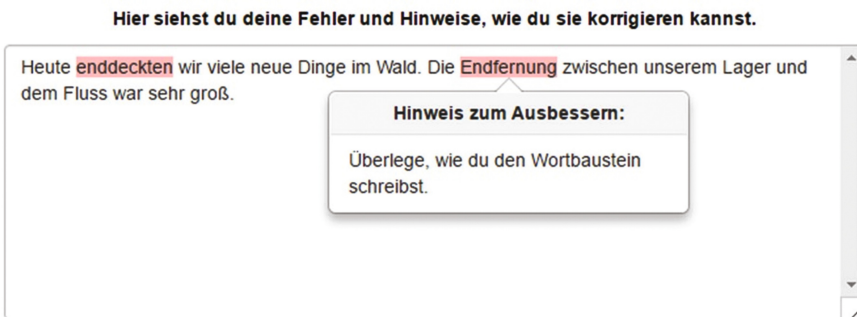 Hier siehst du deine Fehler und Hinweise, wie du sie korrigieren kannst.
Heute enddeckten wir viele neue Dinge im Wald. Die Endfernung zwischen unserem Lager und
dem Fluss war sehr groß.
Hinweis zum Ausbessern:
Überlege, wie du den Wortbaustein
schreibst.